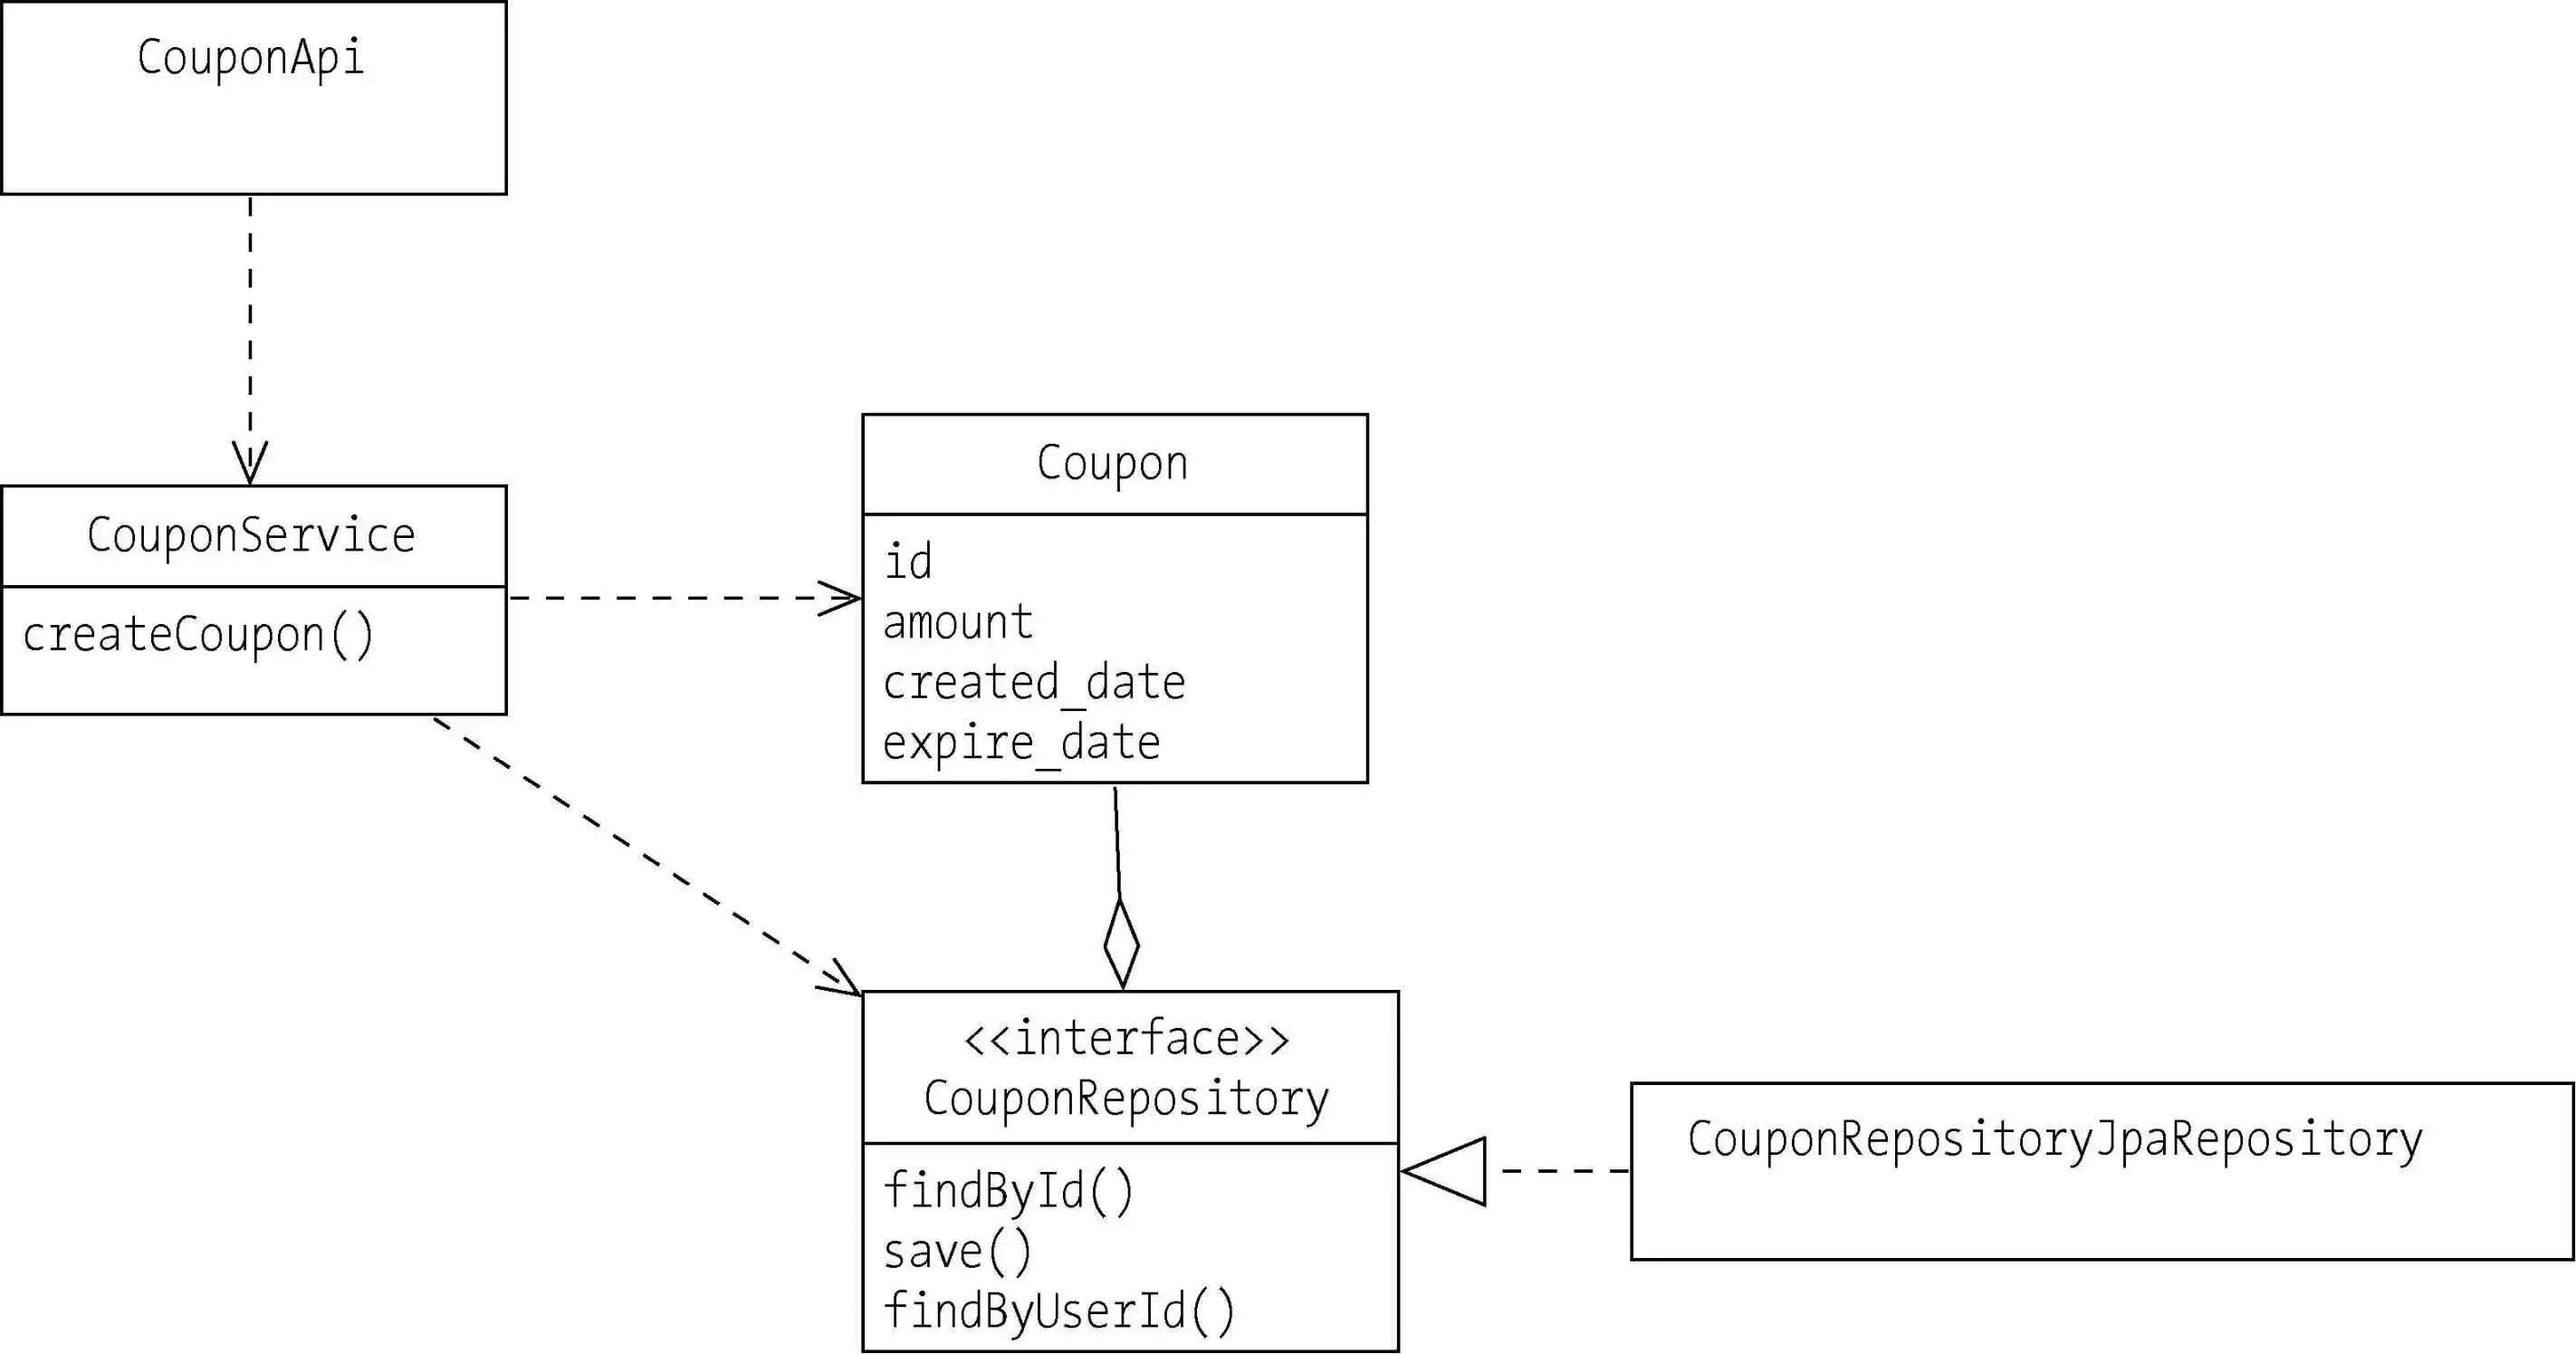 CouponApi
CouponService
createCoupon()
Coupon
id
amount
created_date
expire_date
<<interface>>
CouponRepository
findById()
save()
findByUserId()
CouponRepositoryJpaRepository